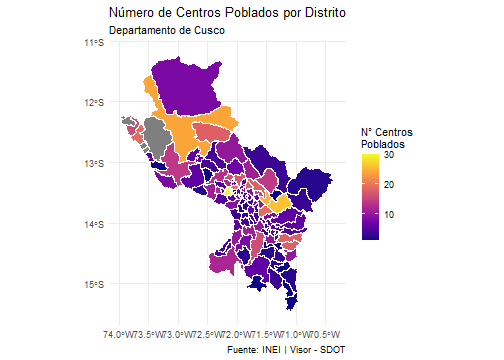 Número de Centros Poblados por Distrito
Departamento de Cusco
11°S
12°S
13°S
14°S
15°S
74.0°W73.5°W73.0°W72.5°W72.0°W71.5°W71.0°W70.5°W
N° Centros
Poblados
30
20
10
Fuente: INEI | Visor - SDOT